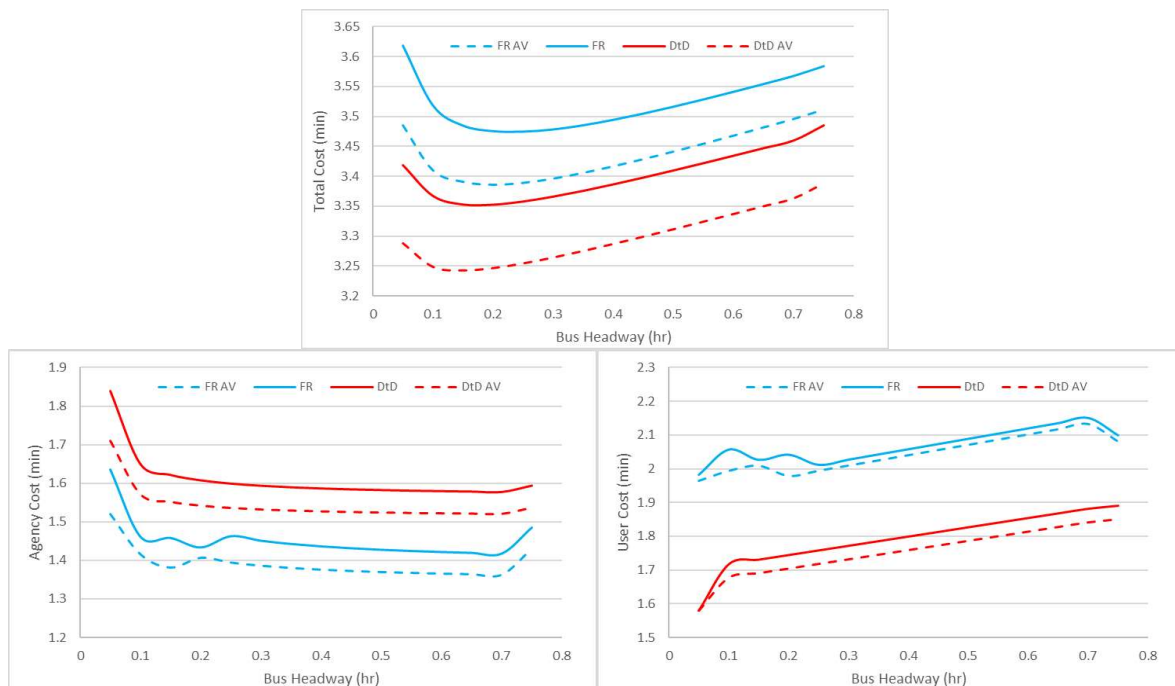 FR AV FR DtD DtD AV
3.65
3.6
3.55
3.5
3.45
3.4
3.35
3.3
3.25
3.2
Total Cost (min)
0 0.1 0.2 0.3 0.4 0.5 0.6 0.7 0.8
Bus Headway (hr)
FR AV FR DtD DtD AV
1.9
1.8
1.7
1.6
1.5
1.4
1.3
1.2
Agency Cost (min)
0 0.1 0.2 0.3 0.4 0.5 0.6 0.7 0.8
Bus Headway (hr)
FR AV FR DtD DtD AV
2.3
2.2
2.1
2
1.9
1.8
1.7
1.6
1.5
User Cost (min)
0 0.1 0.2 0.3 0.4 0.5 0.6 0.7 0.8
Bus Headway (hr)